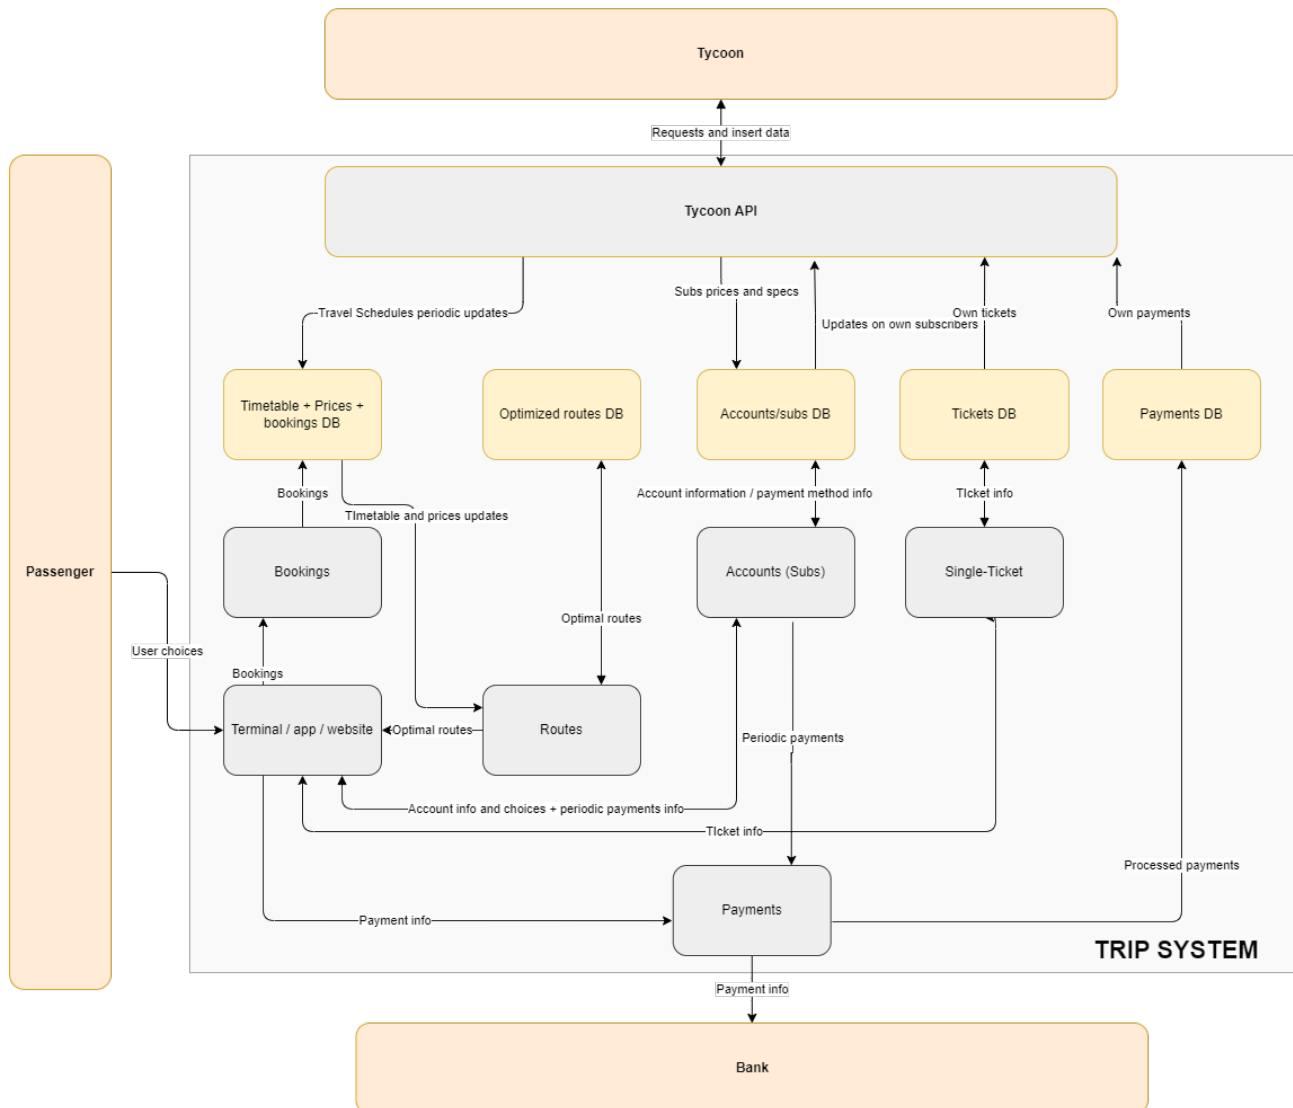 Tycoon
Requests and insert data
Tycoon API
Subs prices and specs
Travel Schedules periodic updates
Updates on own subscribers
Own tickets
Own payments
Timetable + Prices +
bookings DB
Optimized routes DB
Accounts/subs DB
Tickets DB
Payments DB
Bookings
Account information / payment method info
TIcket info
TImetable and prices updates
Passenger
Bookings
Accounts (Subs)
Single-Ticket
Optimal routes
User choices
Bookings
Terminal / app / website
Optimal routes
Routes
Periodic payments
Account info and choices + periodic payments info
TIcket info
Processed payments
Payments
Payment info
TRIP SYSTEM
Payment info
Bank